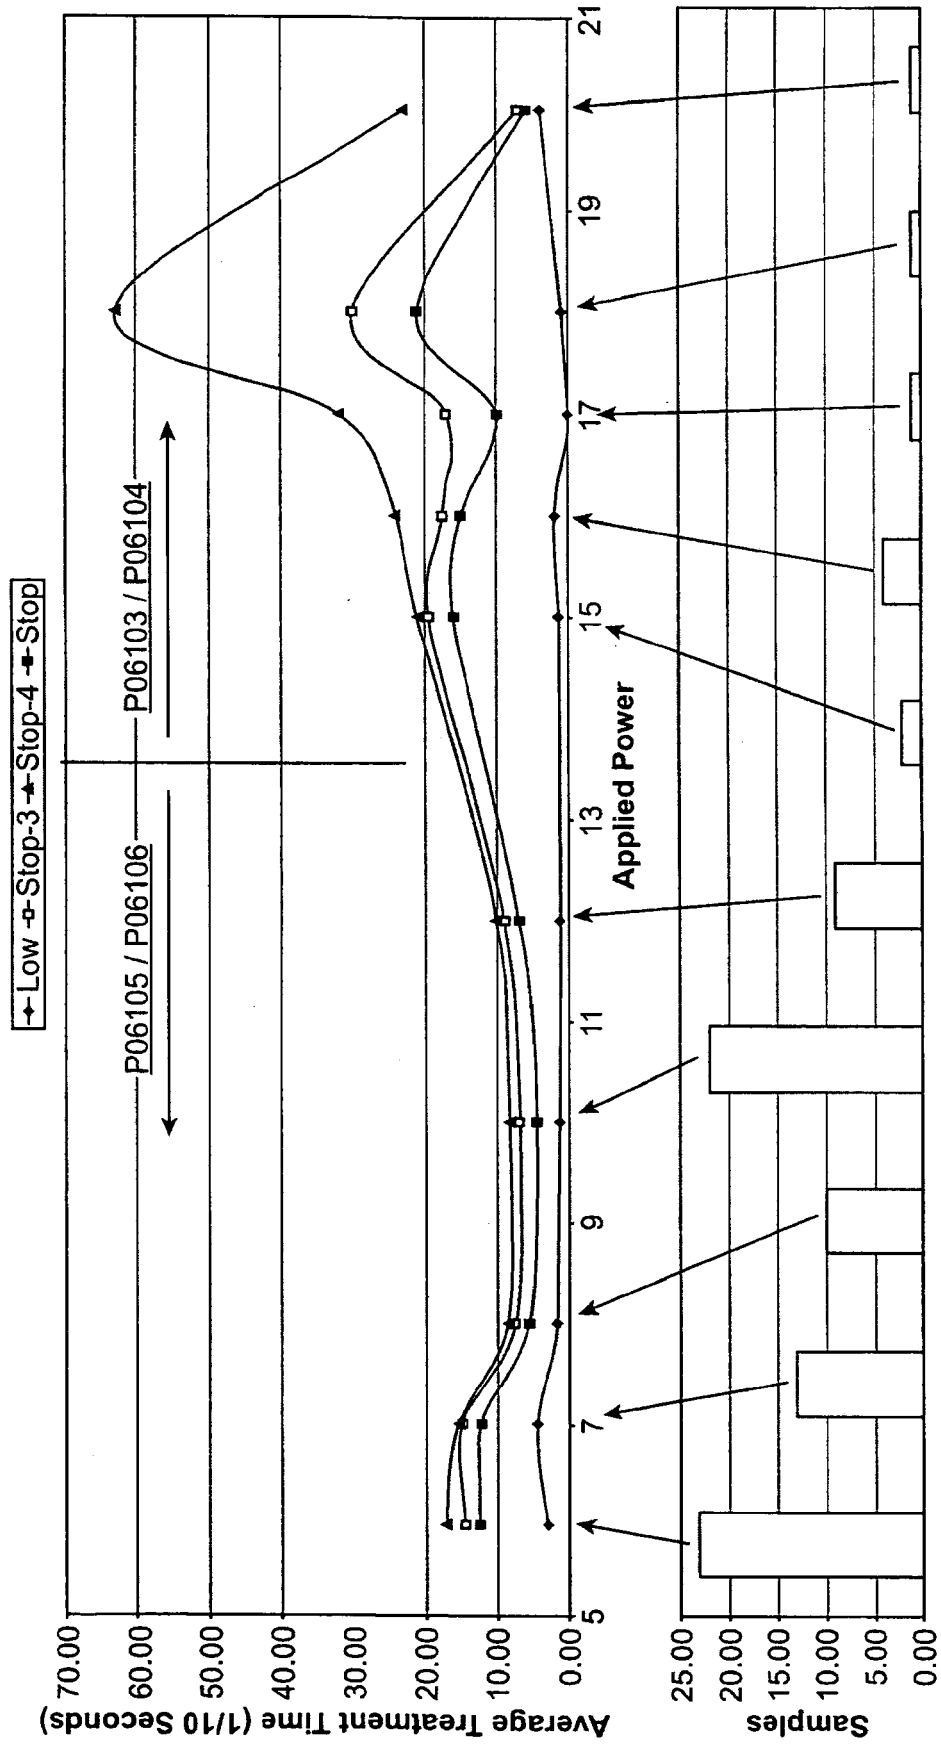 Low Stop-3 Stop-4 Stop
P06105 / P06106
P06103 / P06104
Average Treatment Time (1/10 Seconds)
70.00
60.00
50.00
40.00
30.00
20.00
10.00
0.00
5 7 9 11 13 15 17 19 21
Applied Power
Samples
25.00
20.00
15.00
10.00
5.00
0.00